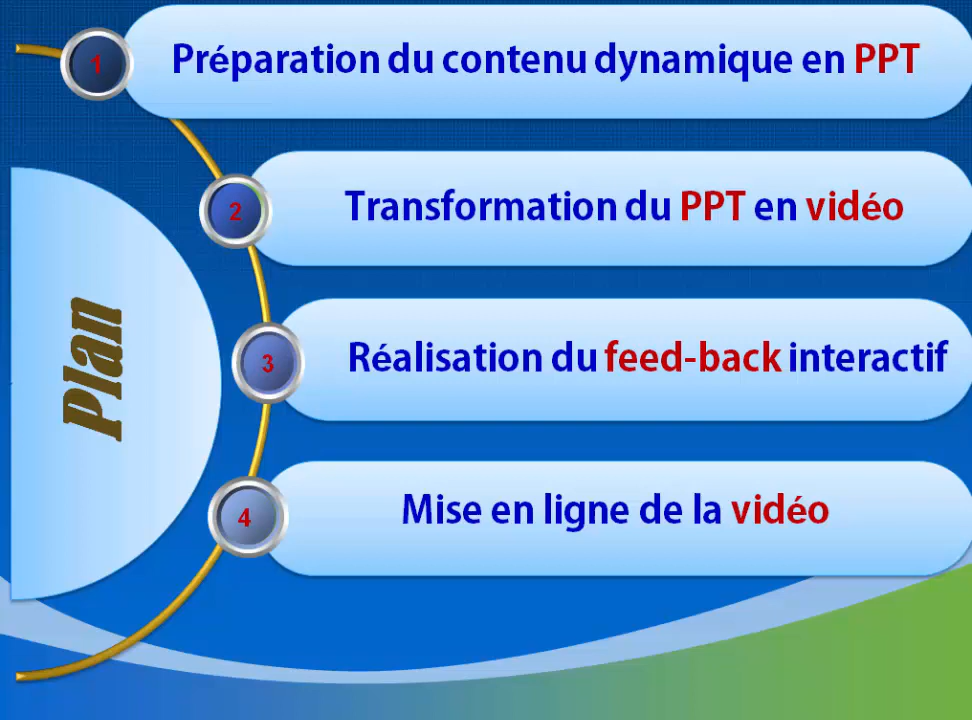 1
Préparation du contenu dynamique en PPT
2
Transformation du PPT en vidéo
Plan
3
Réalisation du feed-back interactif
4
Mise en ligne de la vidéo